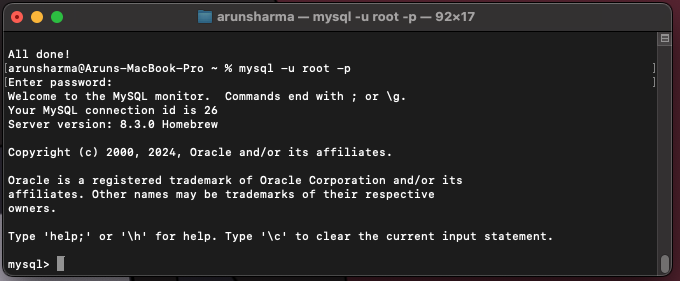 arunsharma — mysql -u root -p — 92×17
All done!
[arunsharma@Aruns-MacBook-Pro ~ % mysql -u root -p ]
[Enter password: ]
Welcome to the MySQL monitor.  Commands end with ; or \g.
Your MySQL connection id is 26
Server version: 8.3.0 Homebrew
Copyright (c) 2000, 2024, Oracle and/or its affiliates.
Oracle is a registered trademark of Oracle Corporation and/or its
affiliates. Other names may be trademarks of their respective
owners.
Type 'help;' or '\h' for help. Type '\c' to clear the current input statement.
mysql>